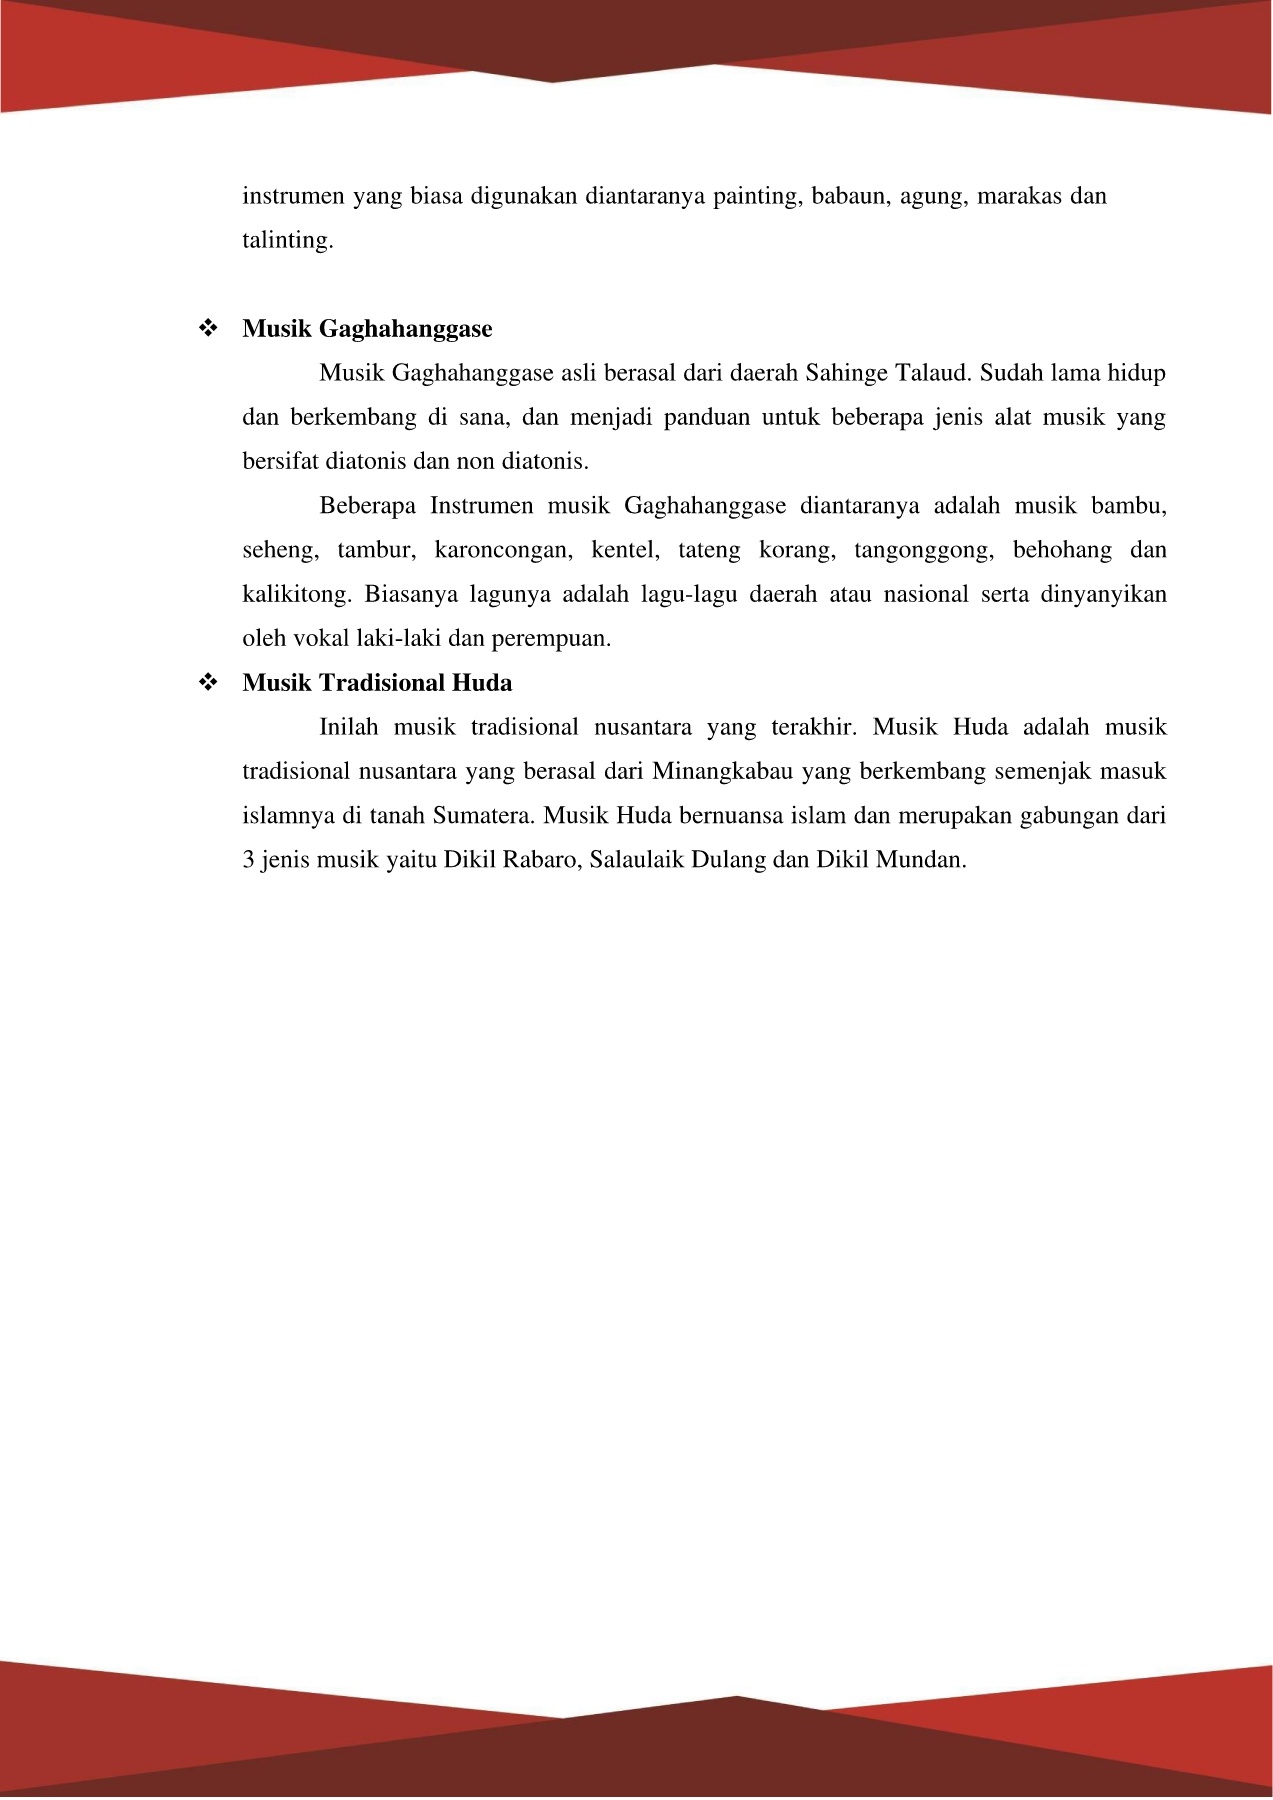 instrumen yang biasa digunakan diantaranya painting, babaun, agung, marakas dan
talinting.
❖ Musik Gaghahanggase
Musik Gaghahanggase asli berasal dari daerah Sahinge Talaud. Sudah lama hidup
dan berkembang di sana, dan menjadi panduan untuk beberapa jenis alat musik yang
bersifat diatonis dan non diatonis.
Beberapa Instrumen musik Gaghahanggase diantaranya adalah musik bambu,
seheng, tambur, karoncongan, kentel, tateng korang, tangonggong, behohang dan
kalikitong. Biasanya lagunya adalah lagu-lagu daerah atau nasional serta dinyanyikan
oleh vokal laki-laki dan perempuan.
❖ Musik Tradisional Huda
Inilah musik tradisional nusantara yang terakhir. Musik Huda adalah musik
tradisional nusantara yang berasal dari Minangkabau yang berkembang semenjak masuk
islamnya di tanah Sumatera. Musik Huda bernuansa islam dan merupakan gabungan dari
3 jenis musik yaitu Dikil Rabaro, Salaulaik Dulang dan Dikil Mundan.